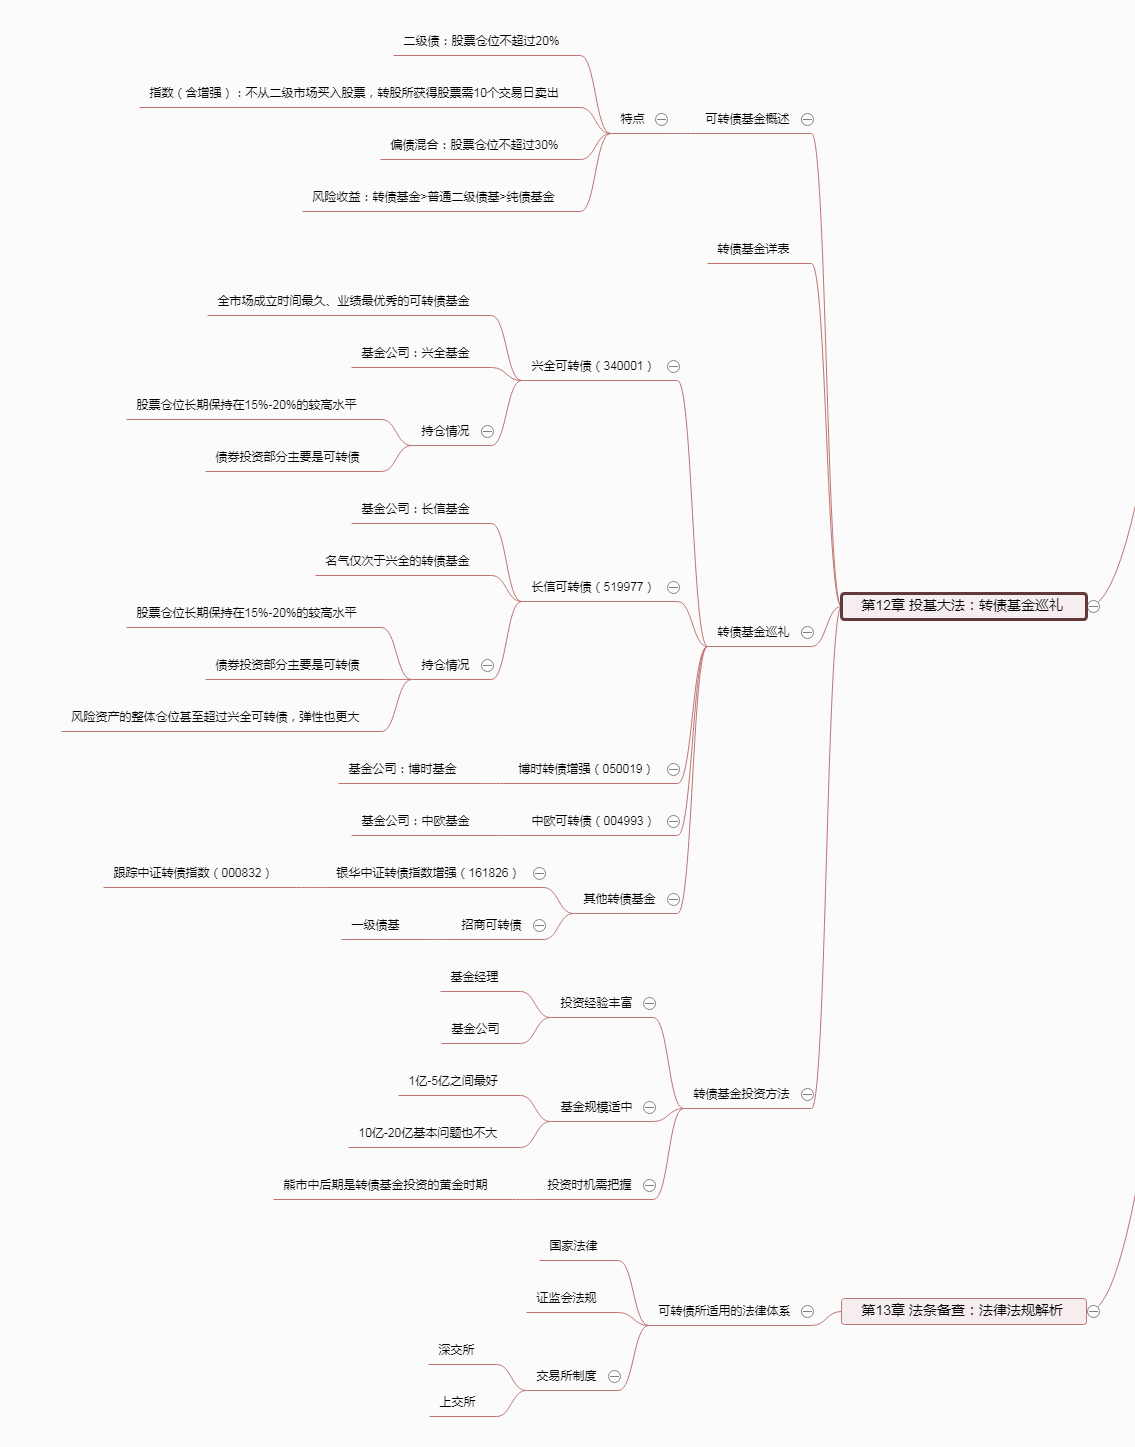 第12章 投基大法：转债基金巡礼
可转债基金概述
特点
二级债：股票仓位不超过20%
指数（含增强）：不从二级市场买入股票，转股所获得股票需10个交易日卖出
偏债混合：股票仓位不超过30%
风险收益：转债基金>普通二级债基>纯债基金
转债基金详表
转债基金巡礼
兴全可转债（340001）
全市场成立时间最久、业绩最优秀的可转债基金
基金公司：兴全基金
持仓情况
股票仓位长期保持在15%-20%的较高水平
债券投资部分主要是可转债
长信可转债（519977）
基金公司：长信基金
名气仅次于兴全的转债基金
持仓情况
股票仓位长期保持在15%-20%的较高水平
债券投资部分主要是可转债
风险资产的整体仓位甚至超过兴全可转债，弹性也更大
博时转债增强（050019）
基金公司：博时基金
中欧可转债（004993）
基金公司：中欧基金
其他转债基金
银华中证转债指数增强（161826）
跟踪中证转债指数（000832）
招商可转债
一级债基
转债基金投资方法
投资经验丰富
基金经理
基金公司
基金规模适中
1亿-5亿之间最好
10亿-20亿基本问题也不大
投资时机需把握
熊市中后期是转债基金投资的黄金时期
第13章 法条备查：法律法规解析
可转债所适用的法律体系
国家法律
证监会法规
交易所制度
深交所
上交所